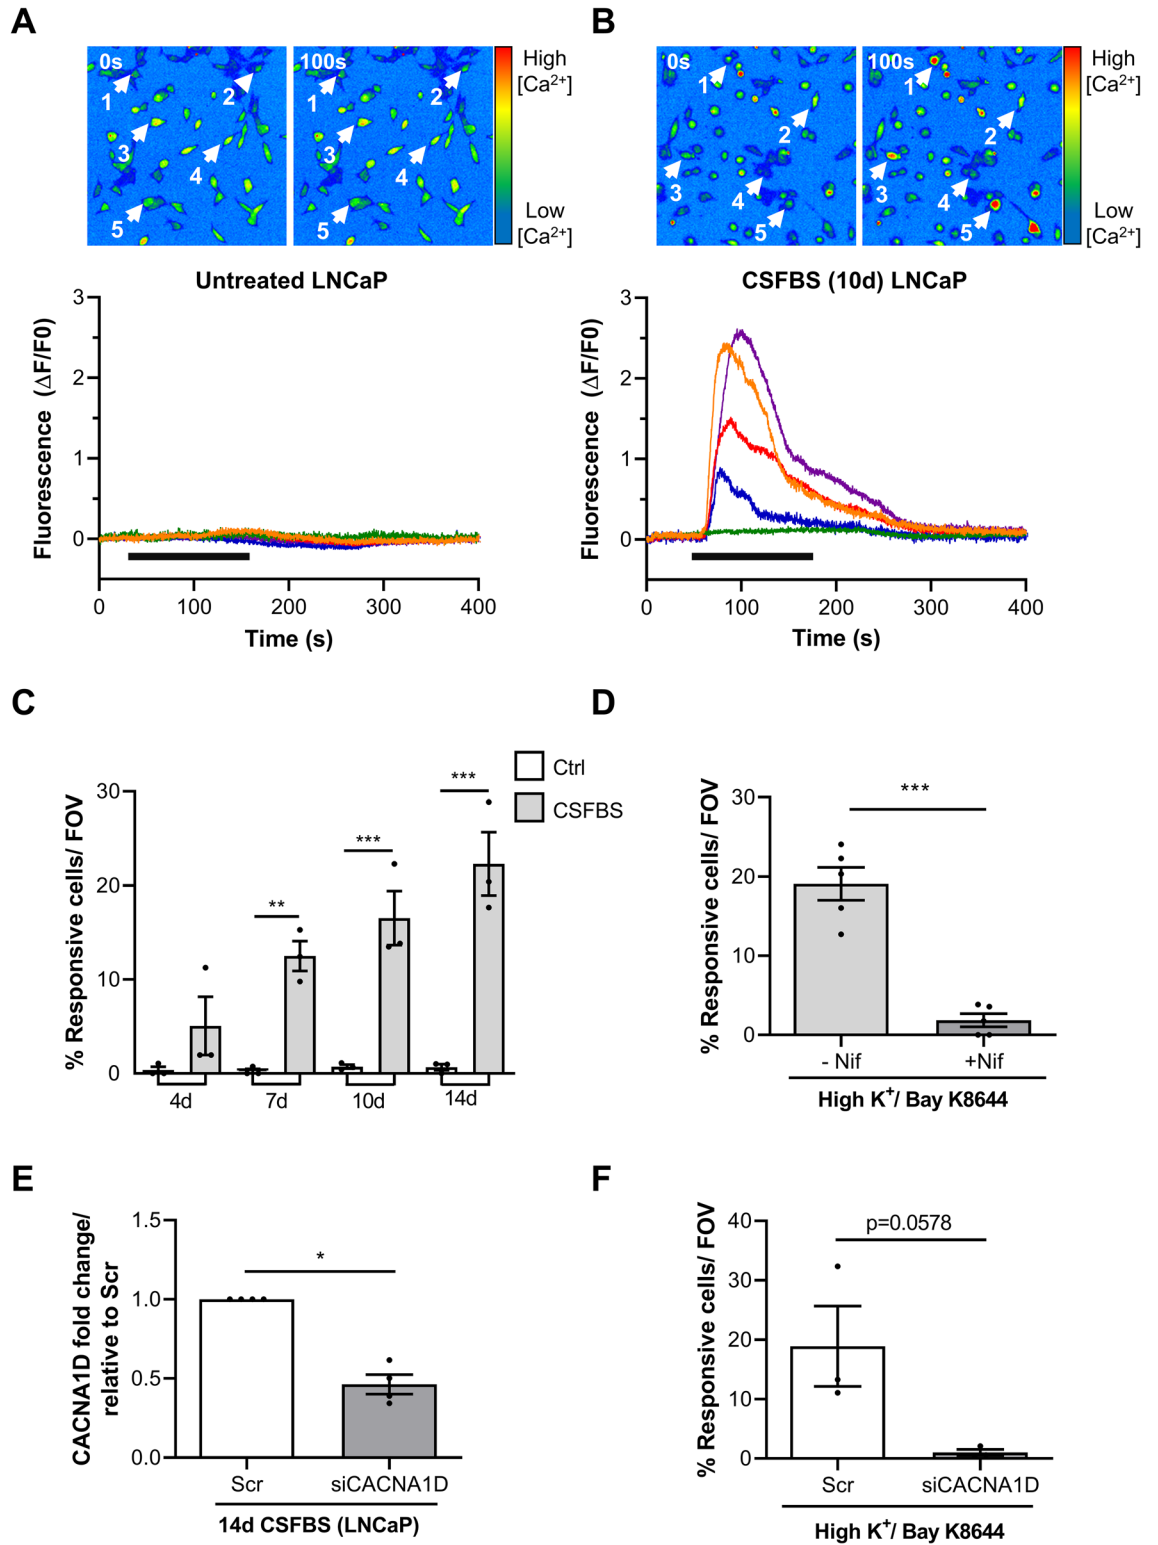 A
0s
100s
1
2
3
4
5
1
2
3
4
5
High
[Ca²⁺]
Low
[Ca²⁺]
Untreated LNCaP
Fluorescence (ΔF/F0)
3
2
1
0
0 100 200 300 400
Time (s)
B
0s
100s
1
2
3
4
5
1
2
3
4
5
High
[Ca²⁺]
Low
[Ca²⁺]
CSFBS (10d) LNCaP
Fluorescence (ΔF/F0)
3
2
1
0
0 100 200 300 400
Time (s)
C
% Responsive cells/ FOV
30
20
10
0
**
***
***
Ctrl
CSFBS
4d 7d 10d 14d
D
% Responsive cells/ FOV
30
20
10
0
***
- Nif +Nif
High K⁺/ Bay K8644
E
CACNA1D fold change/
relative to Scr
1.5
1.0
0.5
0.0
*
Scr siCACNA1D
14d CSFBS (LNCaP)
F
% Responsive cells/ FOV
40
30
20
10
0
p=0.0578
Scr siCACNA1D
High K⁺/ Bay K8644